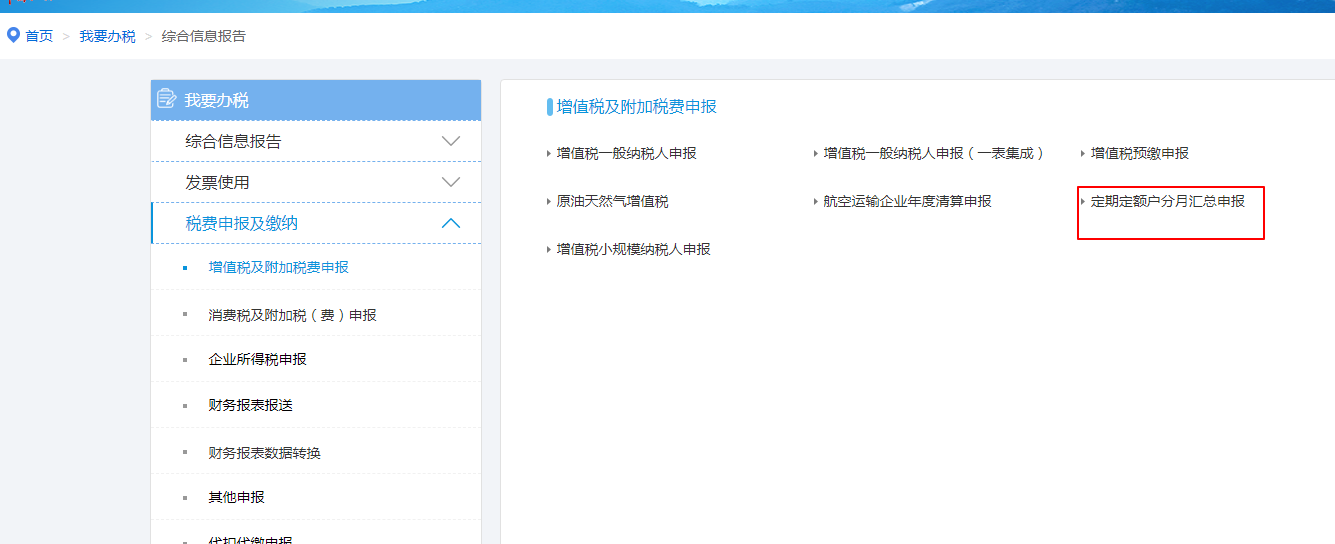 首页 > 我要办税 > 综合信息报告
我要办税
综合信息报告
发票使用
税费申报及缴纳
增值税及附加税费申报
消费税及附加税（费）申报
企业所得税申报
财务报表报送
财务报表数据转换
其他申报
代扣代缴申报
增值税及附加税费申报
增值税一般纳税人申报 增值税一般纳税人申报（一表集成） 增值税预缴申报
原油天然气增值税 航空运输企业年度清算申报 定期定额户分月汇总申报
增值税小规模纳税人申报